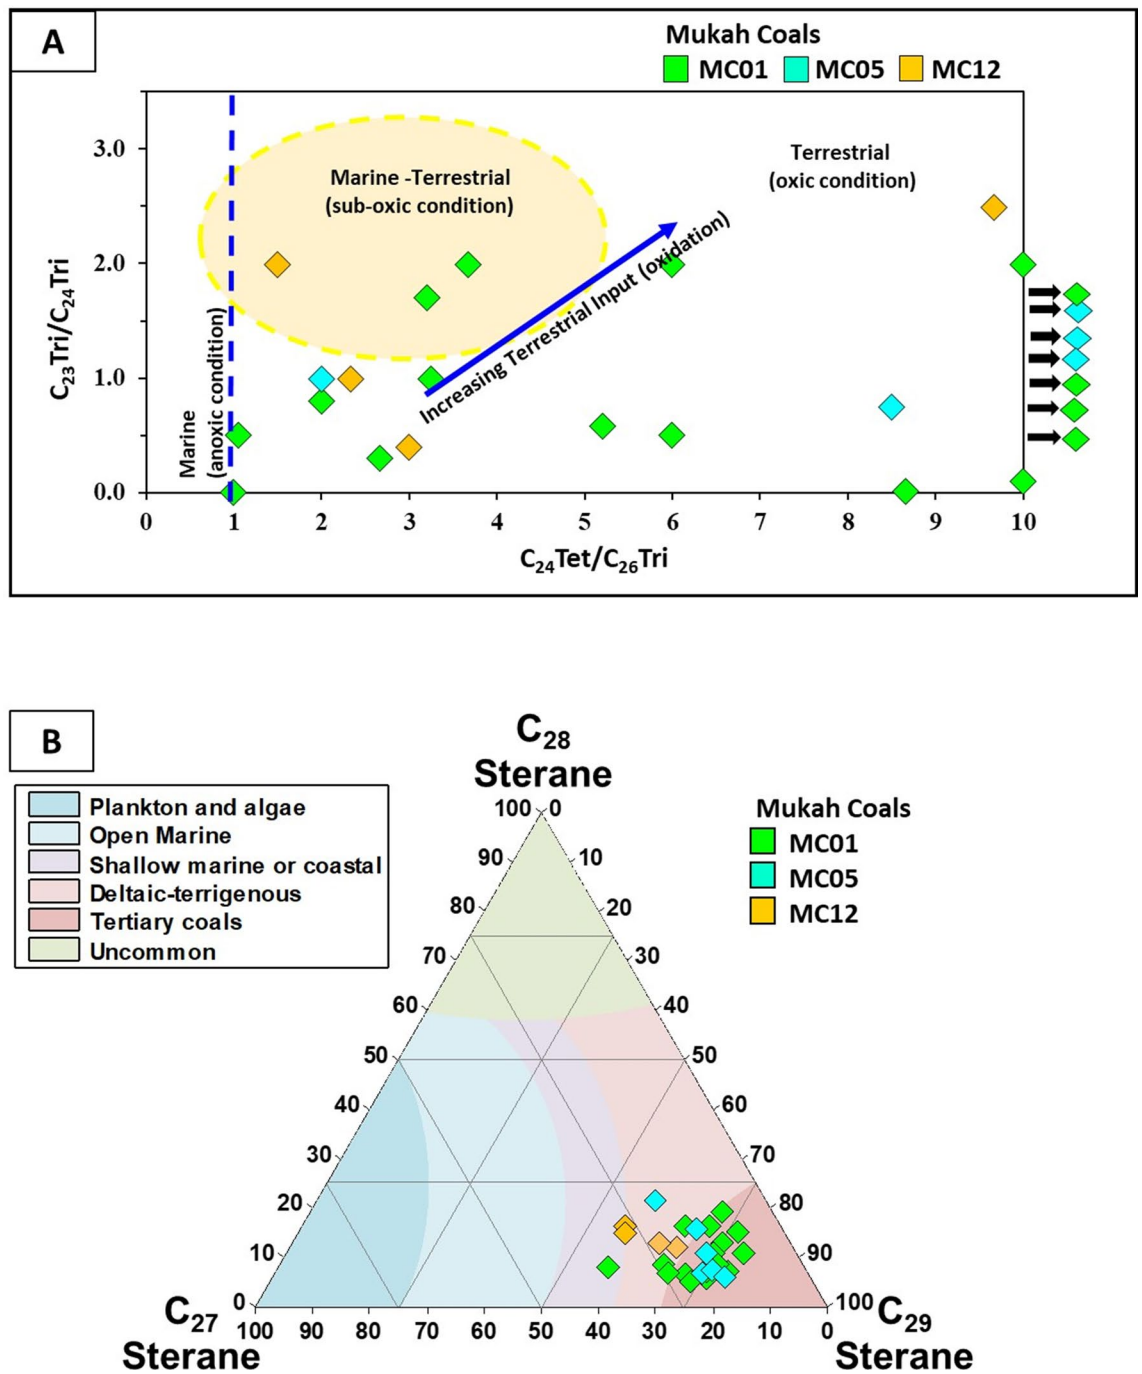 A
Mukah Coals
MC01 MC05 MC12
3.0
2.0
1.0
0.0
C₂₃Tri/C₂₄Tri
Marine -Terrestrial
(sub-oxic condition)
Terrestrial
(oxic condition)
Increasing Terrestrial Input (oxidation)
Marine
(anoxic condition)
0 1 2 3 4 5 6 7 8 9 10
C₂₄Tet/C₂₆Tri
B
C₂₈
Sterane
Plankton and algae
Open Marine
Shallow marine or coastal
Deltaic-terrigenous
Tertiary coals
Uncommon
Mukah Coals
MC01
MC05
MC12
100 0
90 10
80 20
70 30
60 40
50 50
40 60
30 70
20 80
10 90
0 100
C₂₇
Sterane
C₂₉
Sterane
100 90 80 70 60 50 40 30 20 10 0